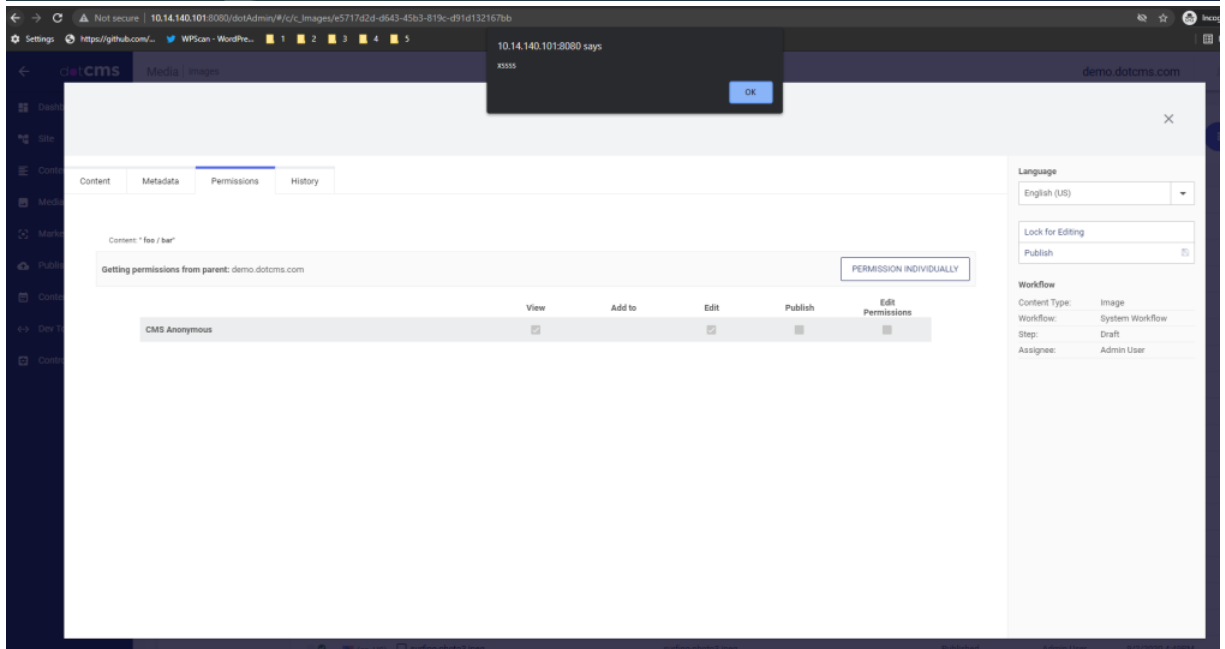 Not secure | 10.14.140.101:8080/dotAdmin/#/c/c_Images/e5717d2d-d643-45b3-819c-d91d132167bb
Settings https://github.com/... WPScan - WordPre... 1 2 3 4 5
10.14.140.101:8080 says
xssss
OK
dotcms Media | Images demo.dotcms.com
Site
Content Metadata Permissions History
Content: " foo / bar"
Getting permissions from parent: demo.dotcms.com PERMISSION INDIVIDUALLY
View Add to Edit Publish Edit Permissions
CMS Anonymous
Language
English (US)
Lock for Editing
Publish
Workflow
Content Type: Image
Workflow: System Workflow
Step: Draft
Assignee: Admin User